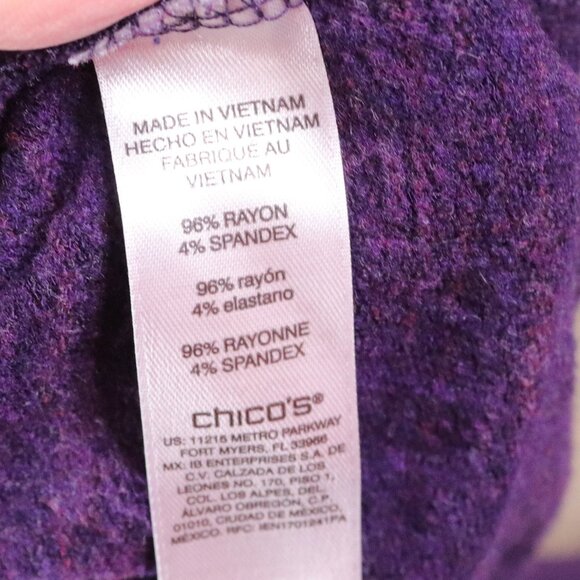 MADE IN VIETNAM
HECHO EN VIETNAM
FABRIQUE AU
VIETNAM
96% RAYON
4% SPANDEX
96% rayón
4% elastano
96% RAYONNE
4% SPANDEX
chico's®
US: 11215 METRO PARKWAY
FORT MYERS, FL 33966
MX: IB ENTERPRISES S.A. DE
C.V. CALZADA DE LOS
LEONES NO. 170, PISO 1,
COL. LOS ALPES, DEL.
ÁLVARO OBREGÓN, C.P.
01010, CIUDAD DE MÉXICO,
MÉXICO. RFC: IEN1701241PA